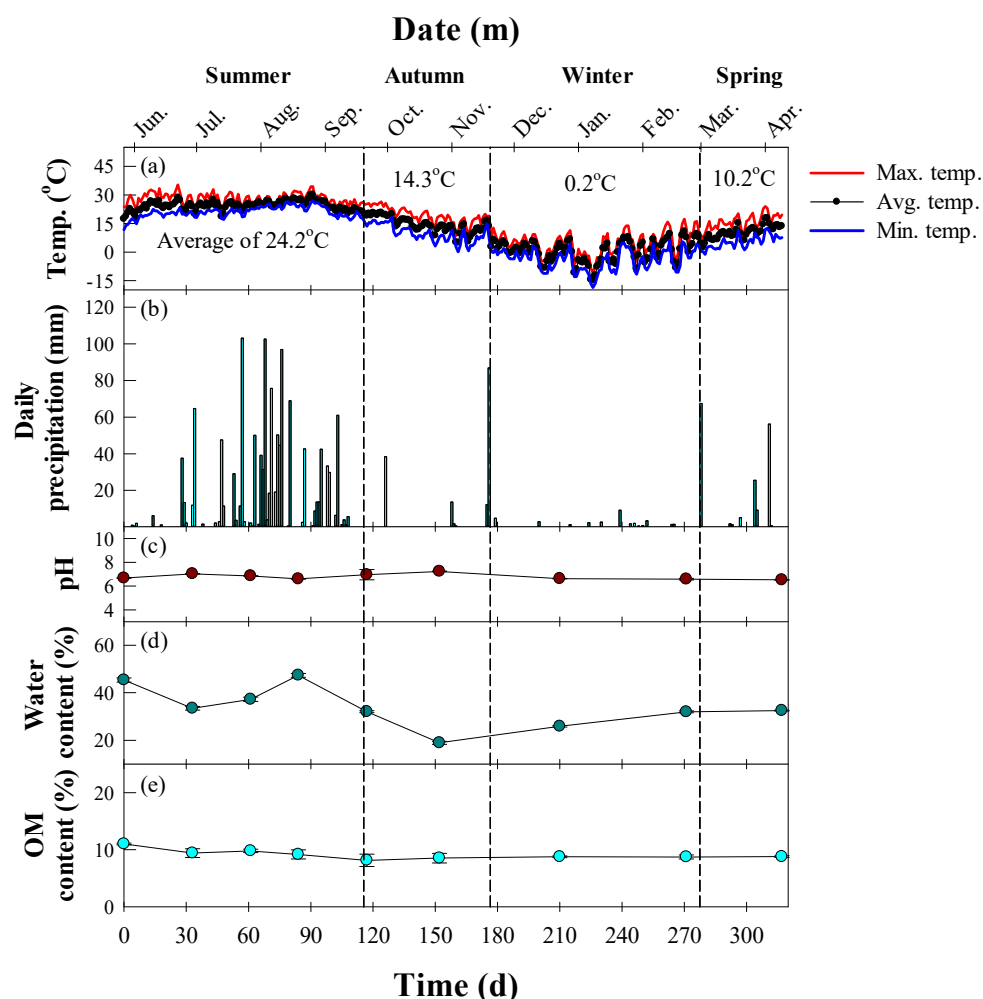 Date (m)
Summer Autumn Winter Spring
Jun. Jul. Aug. Sep. Oct. Nov. Dec. Jan. Feb. Mar. Apr.
Temp. (°C)
45
30
15
0
-15
(a)
Average of 24.2°C
14.3°C
0.2°C
10.2°C
Max. temp.
Avg. temp.
Min. temp.
Daily
precipitation (mm)
120
100
80
60
40
20
(b)
pH
10
8
6
4
(c)
Water
content (%)
60
40
20
(d)
OM
content (%)
20
10
0
(e)
0 30 60 90 120 150 180 210 240 270 300
Time (d)